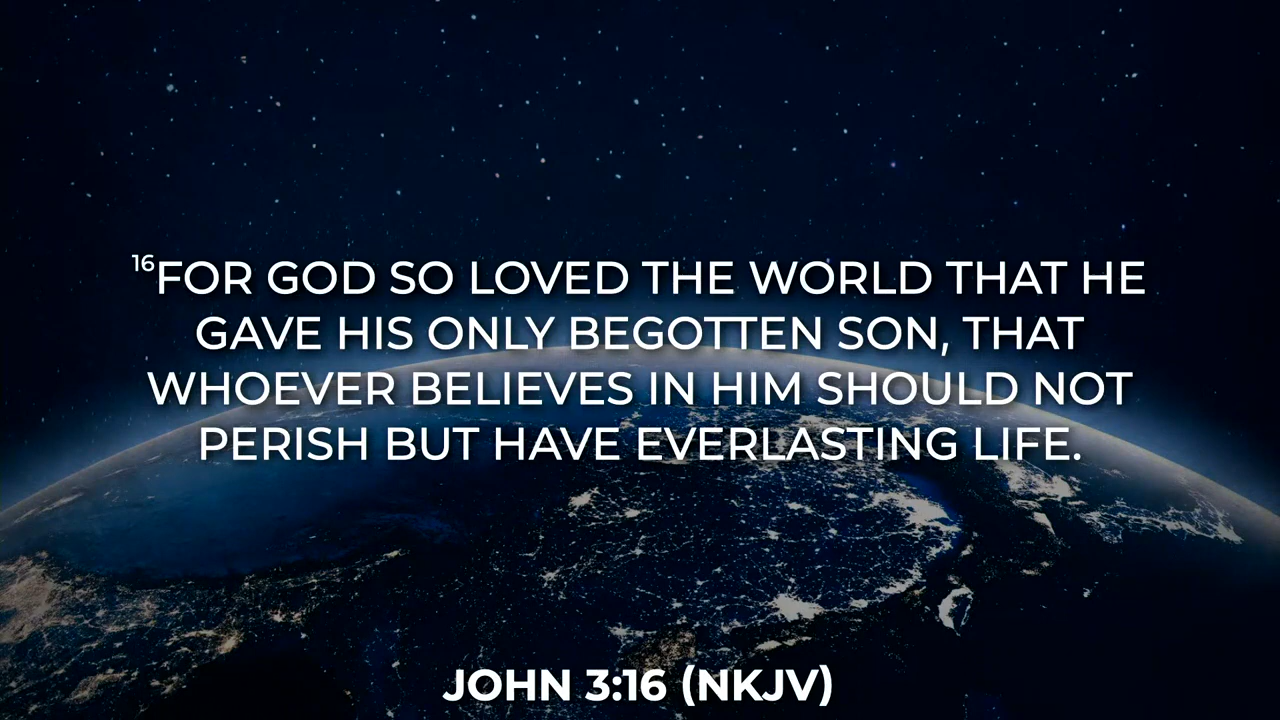 16FOR GOD SO LOVED THE WORLD THAT HE
GAVE HIS ONLY BEGOTTEN SON, THAT
WHOEVER BELIEVES IN HIM SHOULD NOT
PERISH BUT HAVE EVERLASTING LIFE.
JOHN 3:16 (NKJV)